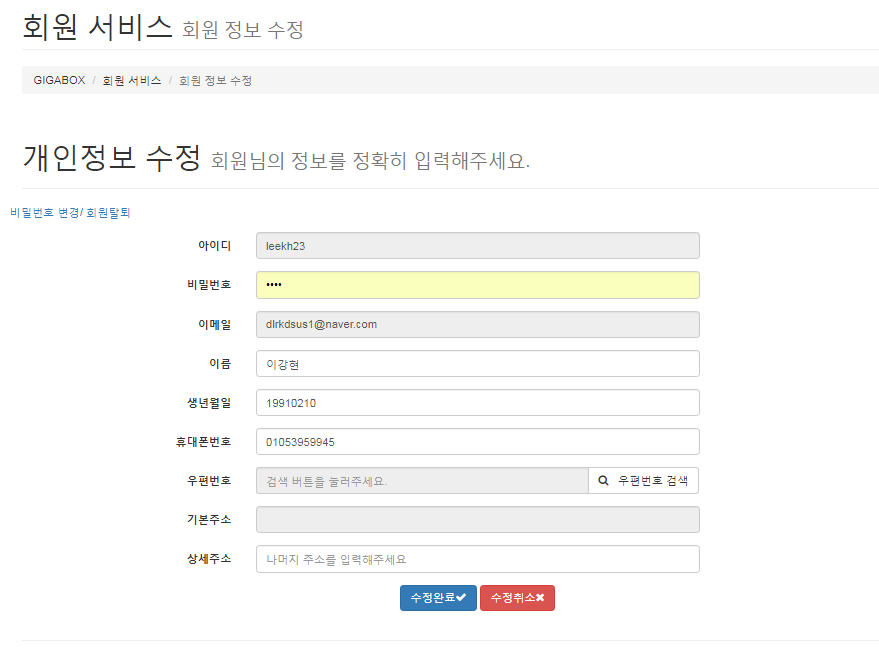 회원 서비스 회원 정보 수정
GIGABOX / 회원 서비스 / 회원 정보 수정
개인정보 수정 회원님의 정보를 정확히 입력해주세요.
비밀번호 변경/ 회원탈퇴
아이디 leekh23
비밀번호 ••••
이메일 dlrkdsus1@naver.com
이름 이강현
생년월일 19910210
휴대폰번호 01053959945
우편번호 검색 버튼을 눌러주세요. 우편번호 검색
기본주소
상세주소 나머지 주소를 입력해주세요
수정완료✔ 수정취소✖